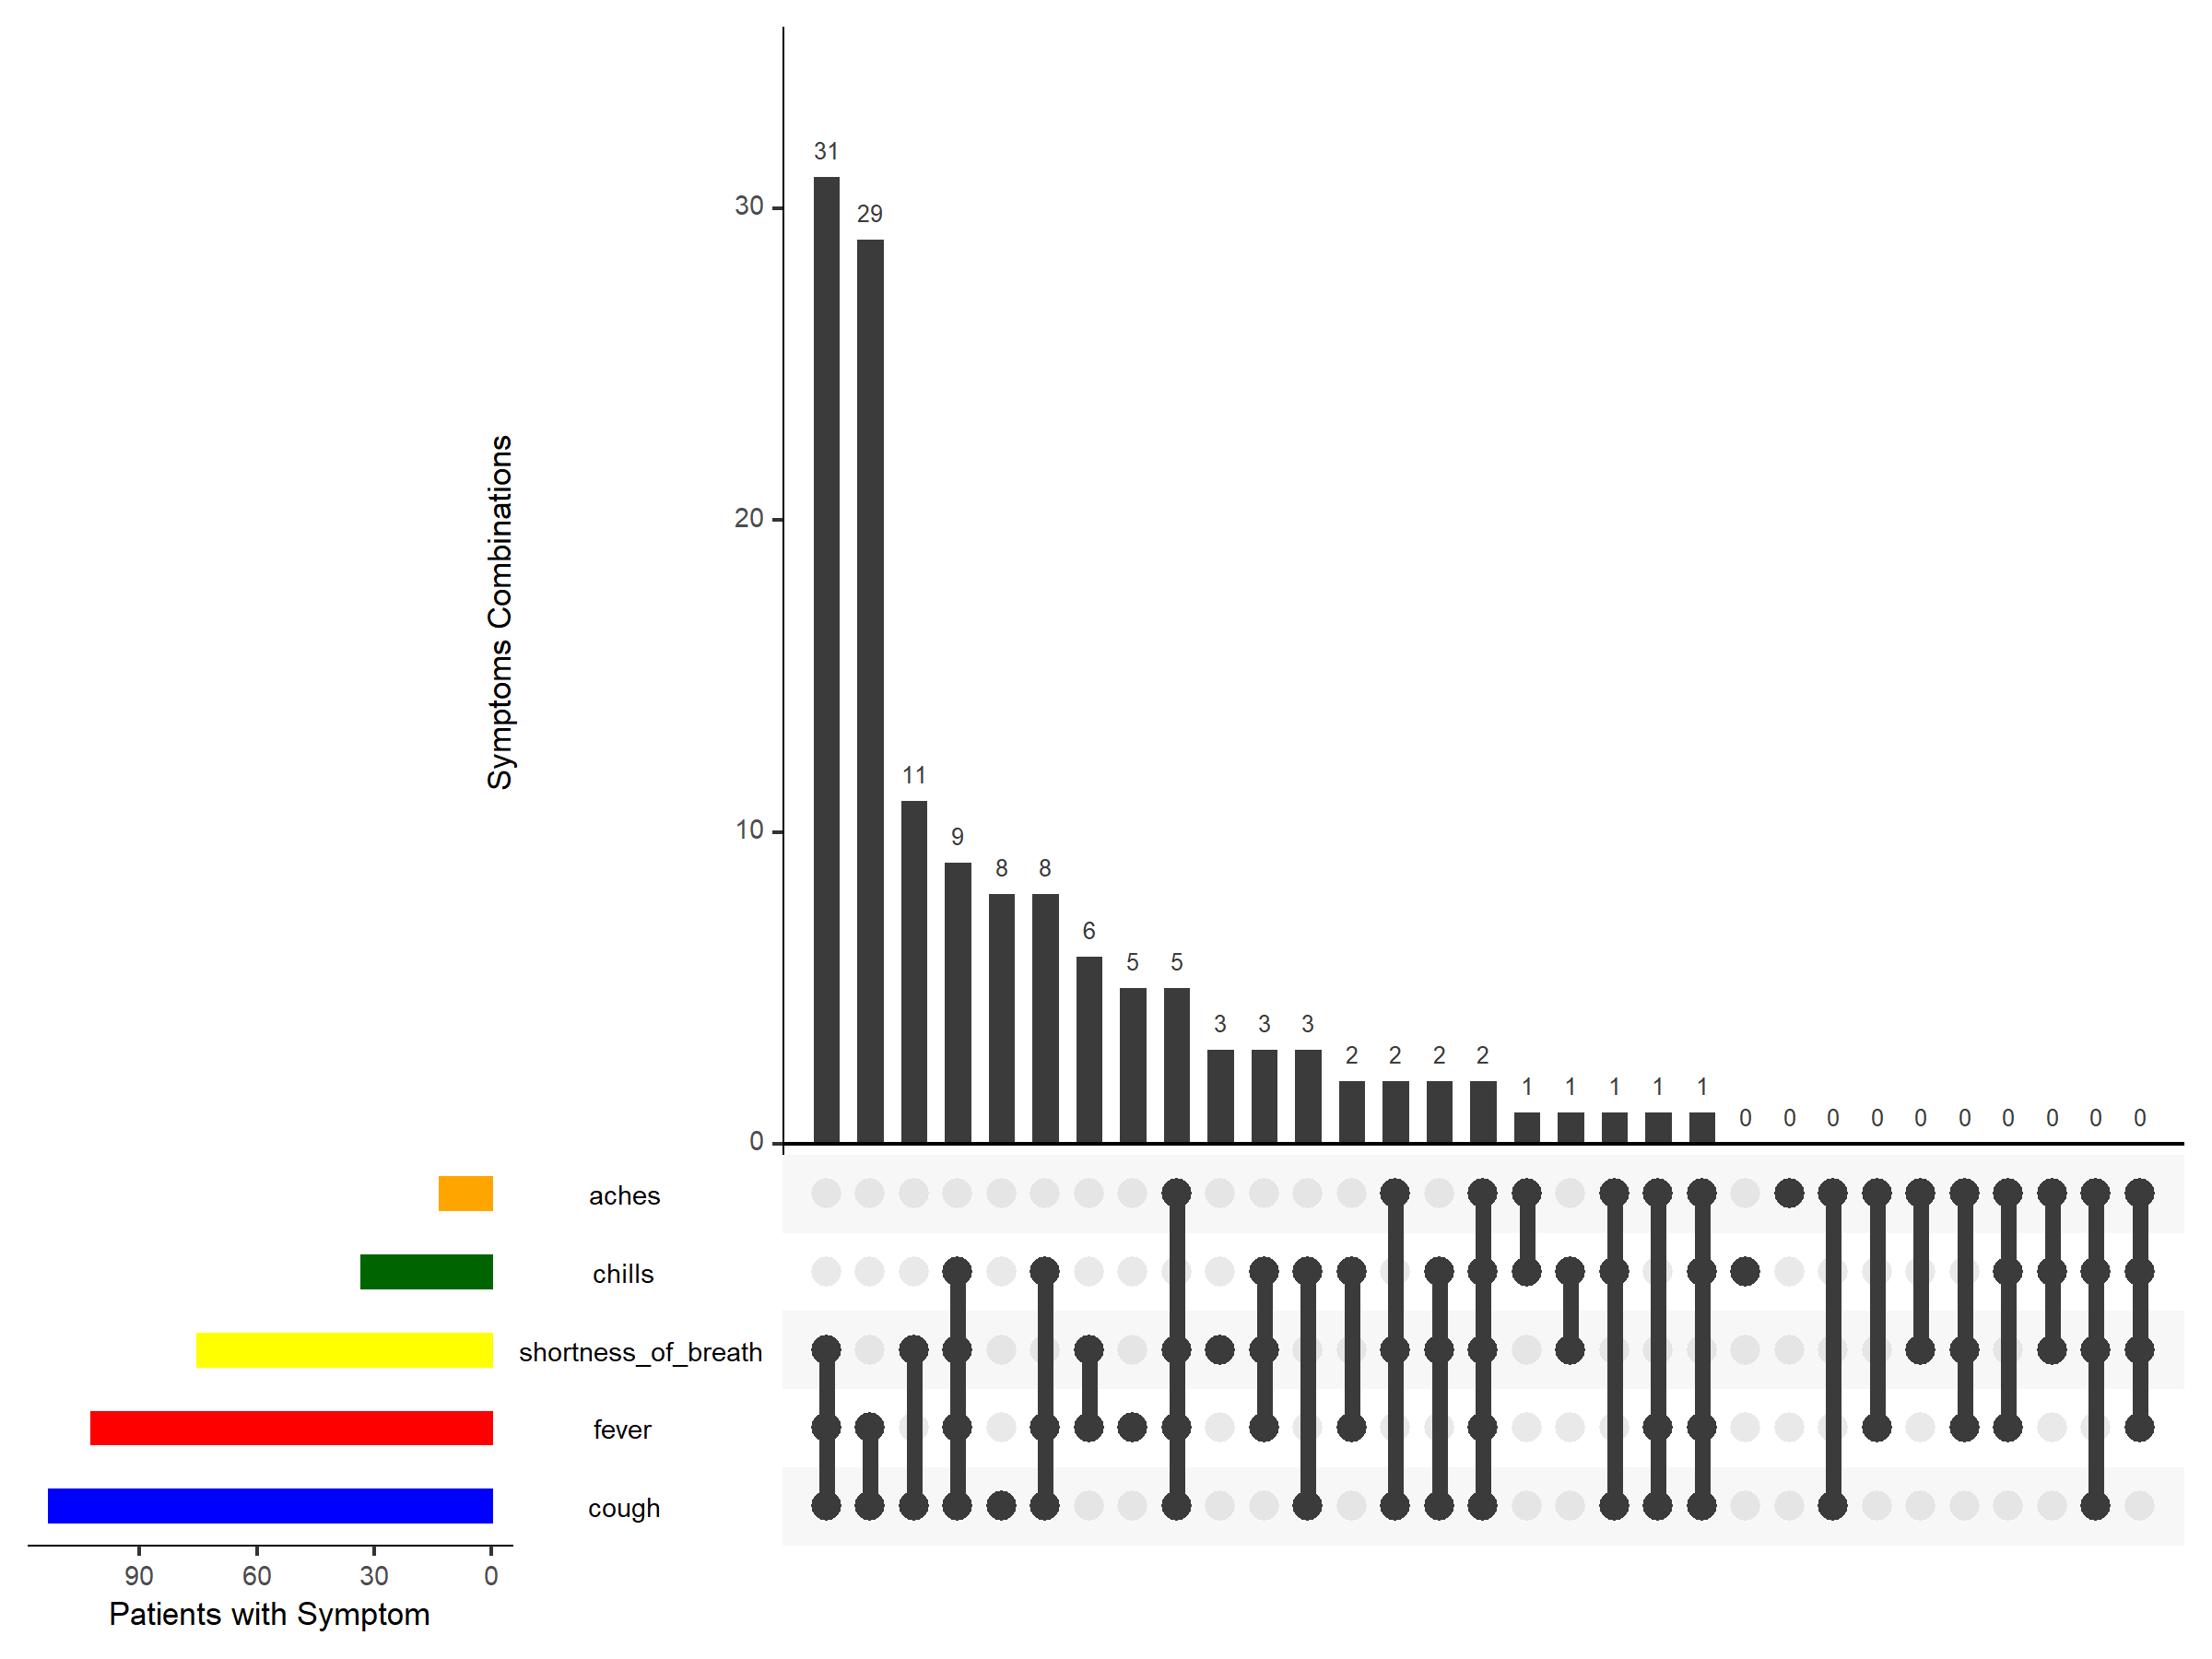 31
30
29
Symptoms Combinations
20
11
10
9
8 8
6
5 5
3 3 3
2 2 2 2
1 1 1 1 1
0 0 0 0 0 0 0 0 0 0
0
aches
chills
shortness_of_breath
fever
cough
90 60 30 0
Patients with Symptom